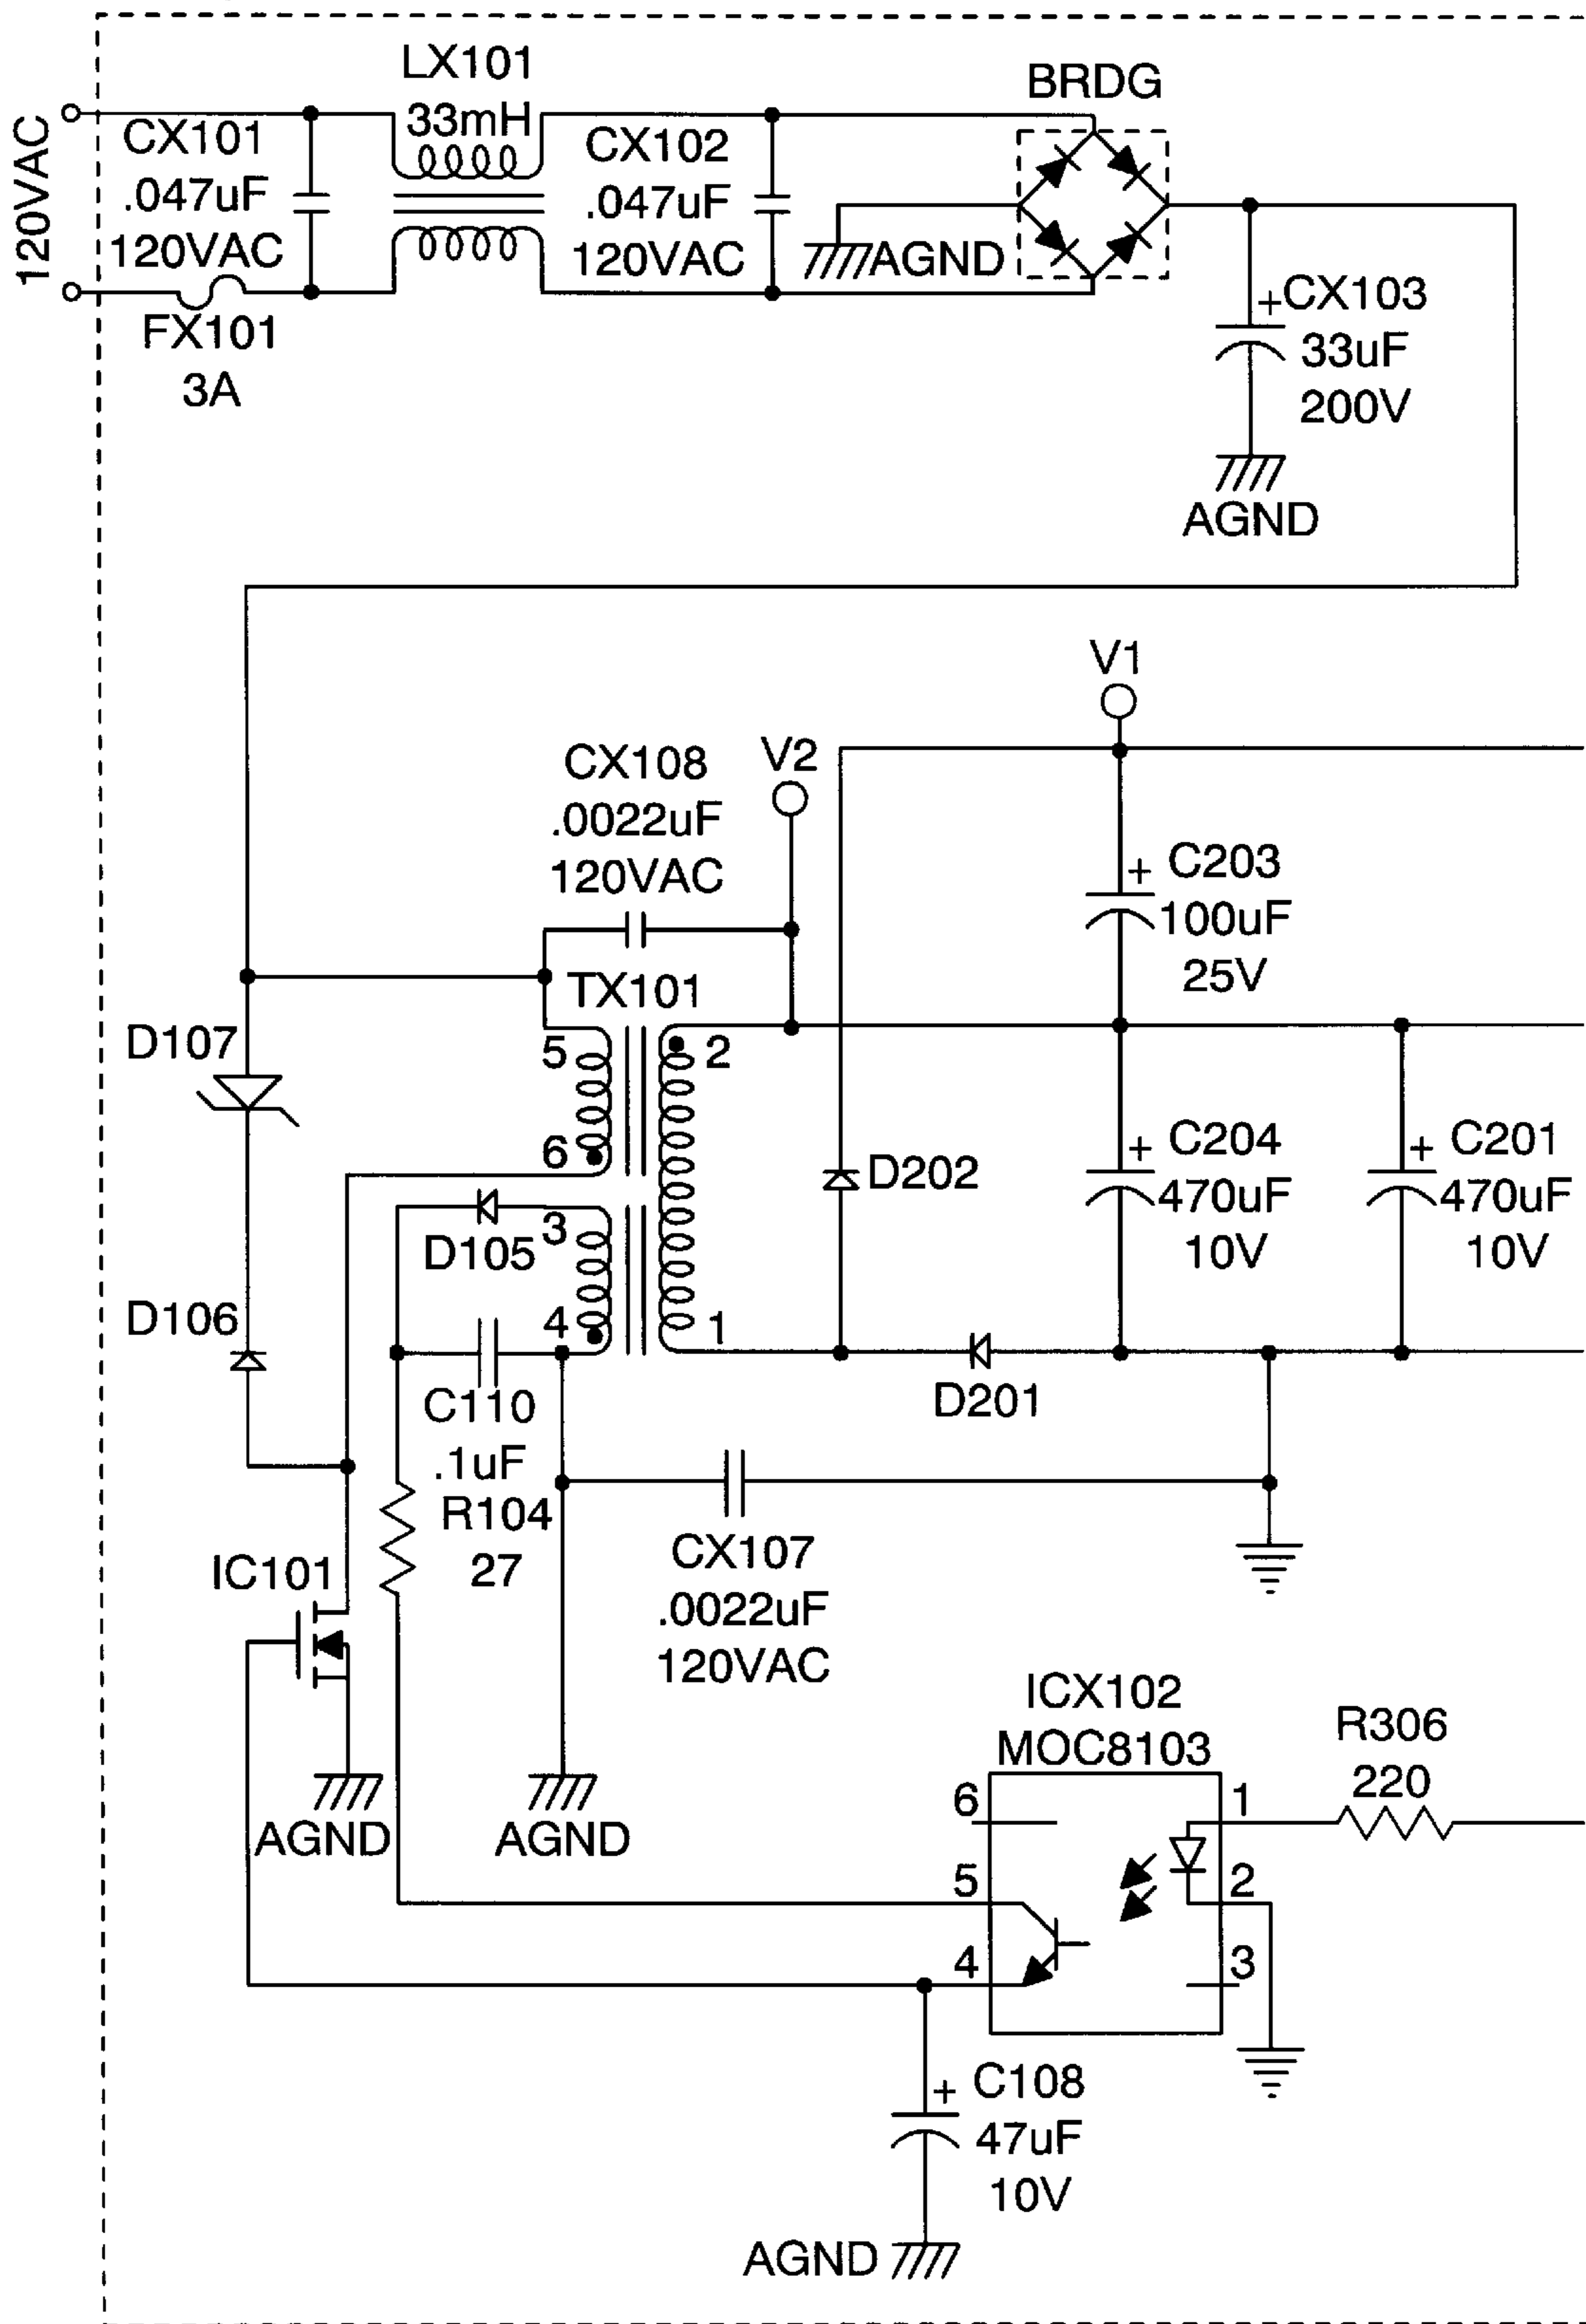 120VAC
LX101
33mH
CX101
.047uF
120VAC
FX101
3A
CX102
.047uF
120VAC
BRDG
AGND
+
CX103
33uF
200V
AGND
V1
V2
CX108
.0022uF
120VAC
+
C203
100uF
25V
TX101
D107
5
2
6
+
C204
470uF
10V
+
C201
470uF
10V
D202
3
D105
D106
4
1
C110
.1uF
D201
R104
27
IC101
CX107
.0022uF
120VAC
AGND
AGND
ICX102
MOC8103
R306
220
6
1
5
2
4
3
+
C108
47uF
10V
AGND